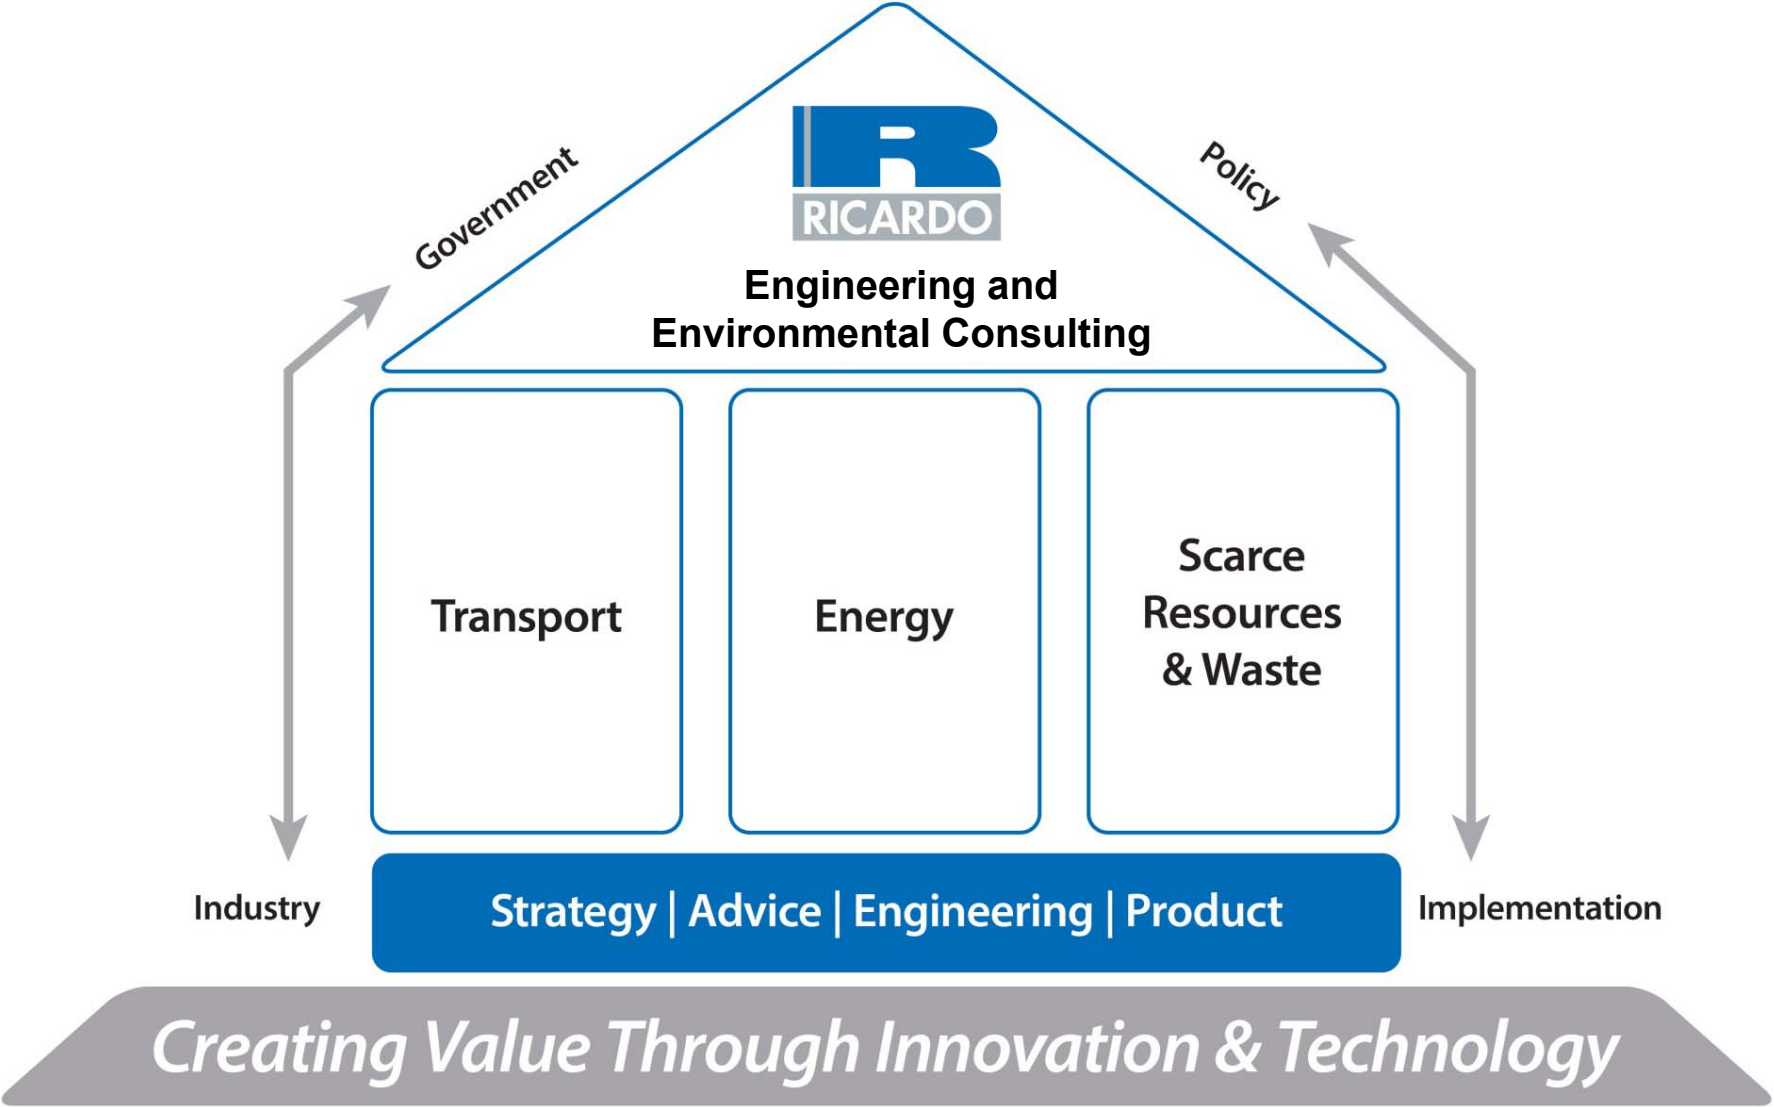 Government
Policy
RICARDO
Engineering and
Environmental Consulting
Transport
Energy
Scarce
Resources
& Waste
Industry
Strategy | Advice | Engineering | Product
Implementation
Creating Value Through Innovation & Technology